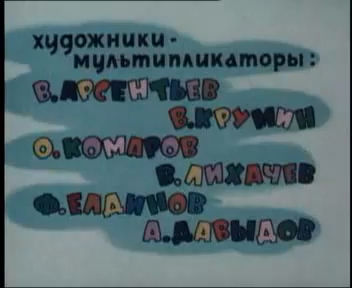 художники-
мультипликаторы:
В.АРСЕНТЬЕВ
В.КРУМИН
О.КОМАРОВ
В.ЛИХАЧЕВ
Ф.ЕЛДИНОВ
А.ДАВЫДОВ